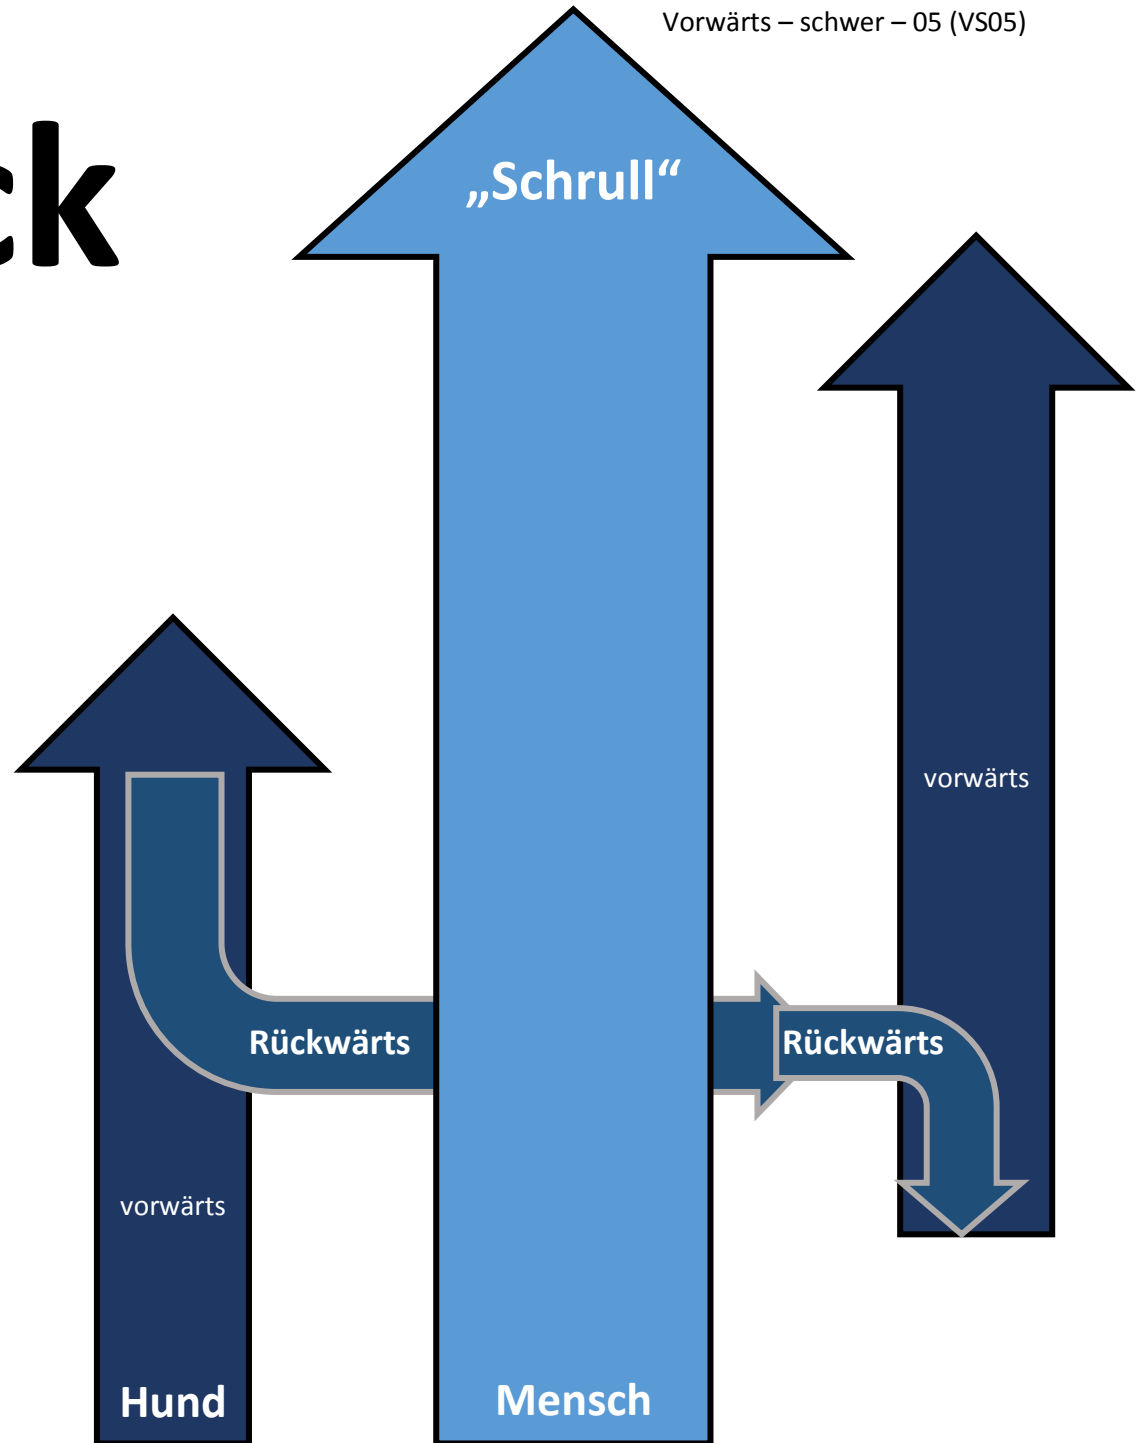 Vorwärts – schwer – 05 (VS05)
ck
„Schrull“
vorwärts
Rückwärts
Rückwärts
vorwärts
Hund
Mensch